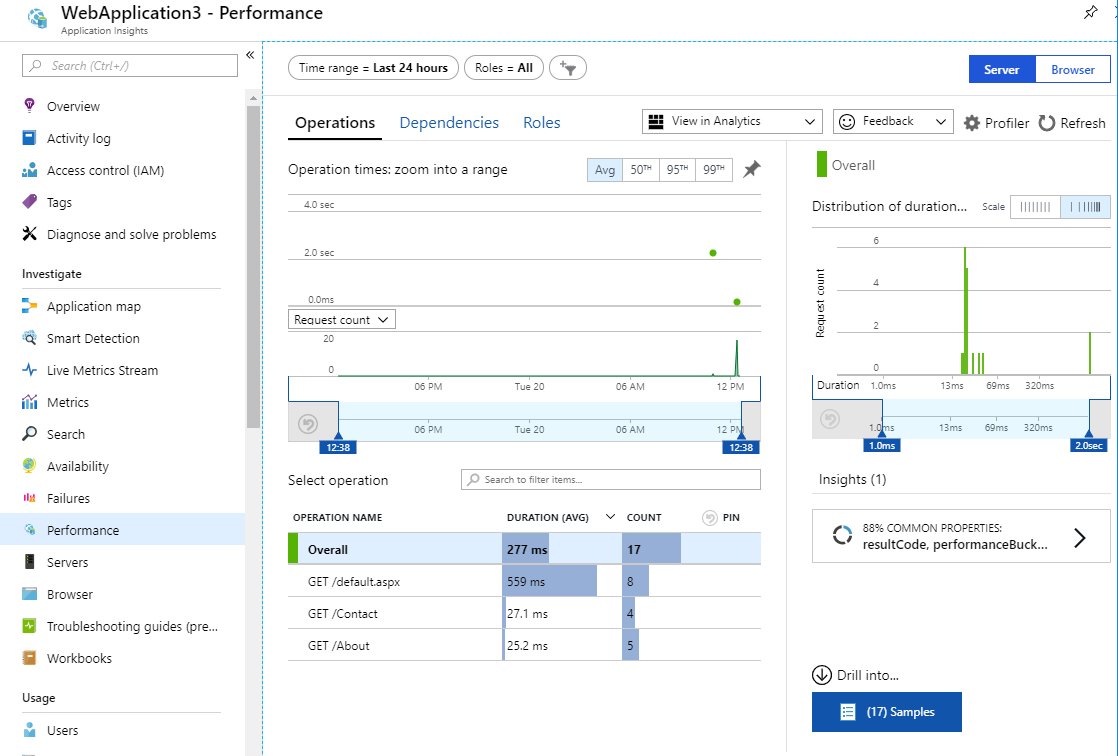 WebApplication3 - Performance
Application Insights
Search (Ctrl+/)
«
Overview
Activity log
Access control (IAM)
Tags
Diagnose and solve problems
Investigate
Application map
Smart Detection
Live Metrics Stream
Metrics
Search
Availability
Failures
Performance
Servers
Browser
Troubleshooting guides (pre...
Workbooks
Usage
Users
Time range = Last 24 hours
Roles = All
Server
Browser
Operations
Dependencies
Roles
View in Analytics
Feedback
Profiler
Refresh
Operation times: zoom into a range
Avg
50TH
95TH
99TH
4.0 sec
2.0 sec
0.0ms
Request count
20
0
06 PM
Tue 20
06 AM
12 PM
06 PM
Tue 20
06 AM
12 PM
12:38
12:38
Select operation
Search to filter items...
OPERATION NAME DURATION (AVG) COUNT PIN
Overall 277 ms 17
GET /default.aspx 559 ms 8
GET /Contact 27.1 ms 4
GET /About 25.2 ms 5
Overall
Distribution of duration...
Scale
Request count
6
4
2
0
Duration
1.0ms
13ms
69ms
320ms
1.0ms
13ms
69ms
320ms
1.0ms
2.0sec
Insights (1)
88% COMMON PROPERTIES:
resultCode, performanceBuck...
Drill into...
(17) Samples